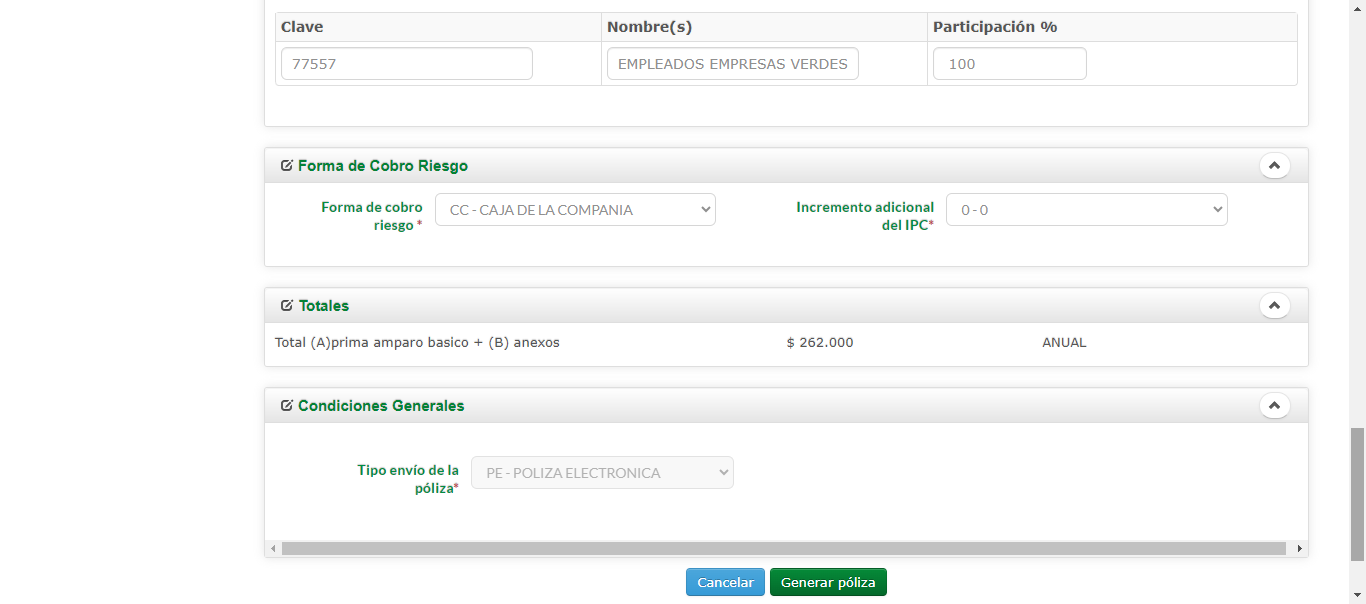 Clave Nombre(s) Participación %
77557 EMPLEADOS EMPRESAS VERDES 100
Forma de Cobro Riesgo
Forma de cobro riesgo * CC - CAJA DE LA COMPANIA Incremento adicional del IPC* 0 - 0
Totales
Total (A)prima amparo basico + (B) anexos $ 262.000 ANUAL
Condiciones Generales
Tipo envío de la póliza* PE - POLIZA ELECTRONICA
Cancelar Generar póliza